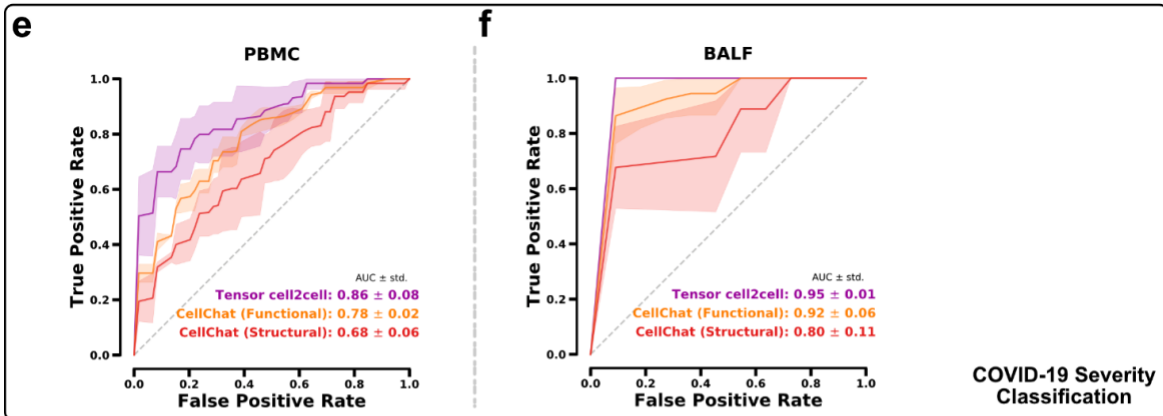 e
PBMC
True Positive Rate
1.0
0.8
0.6
0.4
0.2
0.0
AUC ± std.
Tensor cell2cell: 0.86 ± 0.08
CellChat (Functional): 0.78 ± 0.02
CellChat (Structural): 0.68 ± 0.06
0.0 0.2 0.4 0.6 0.8 1.0
False Positive Rate
f
BALF
True Positive Rate
1.0
0.8
0.6
0.4
0.2
0.0
AUC ± std.
Tensor cell2cell: 0.95 ± 0.01
CellChat (Functional): 0.92 ± 0.06
CellChat (Structural): 0.80 ± 0.11
0.0 0.2 0.4 0.6 0.8 1.0
False Positive Rate
COVID-19 Severity
Classification